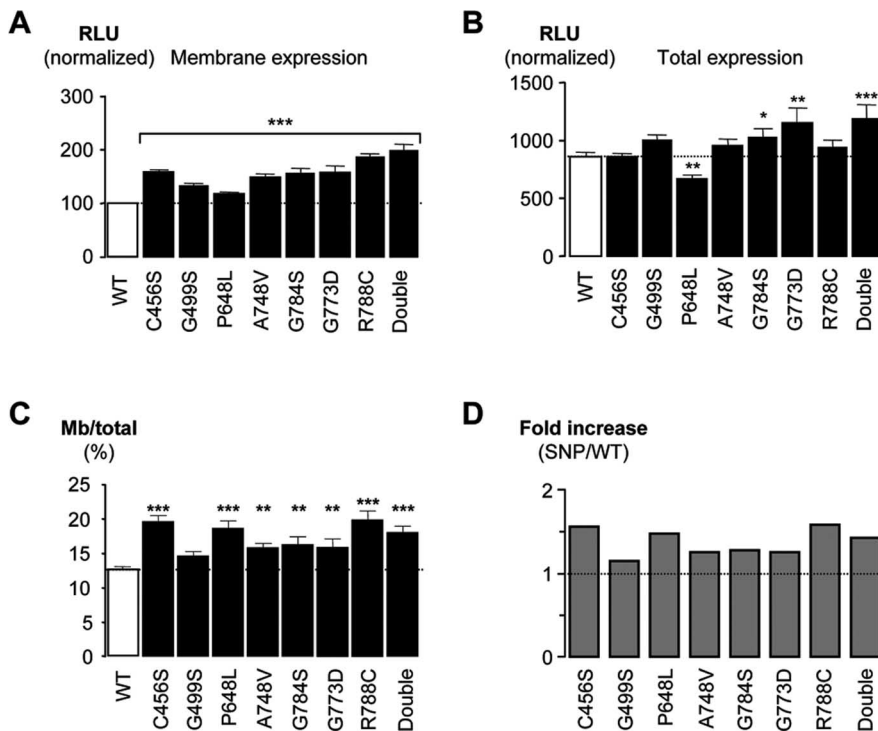 A
RLU
(normalized) Membrane expression
***
300
200
100
0
WT
C456S
G499S
P648L
A748V
G784S
G773D
R788C
Double
B
RLU
(normalized) Total expression
***
**
*
**
1500
1000
500
0
WT
C456S
G499S
P648L
A748V
G784S
G773D
R788C
Double
C
Mb/total
(%)
25
20
15
10
5
0
*** *** ** ** ** *** ***
WT
C456S
G499S
P648L
A748V
G784S
G773D
R788C
Double
D
Fold increase
(SNP/WT)
2
1
0
C456S
G499S
P648L
A748V
G784S
G773D
R788C
Double